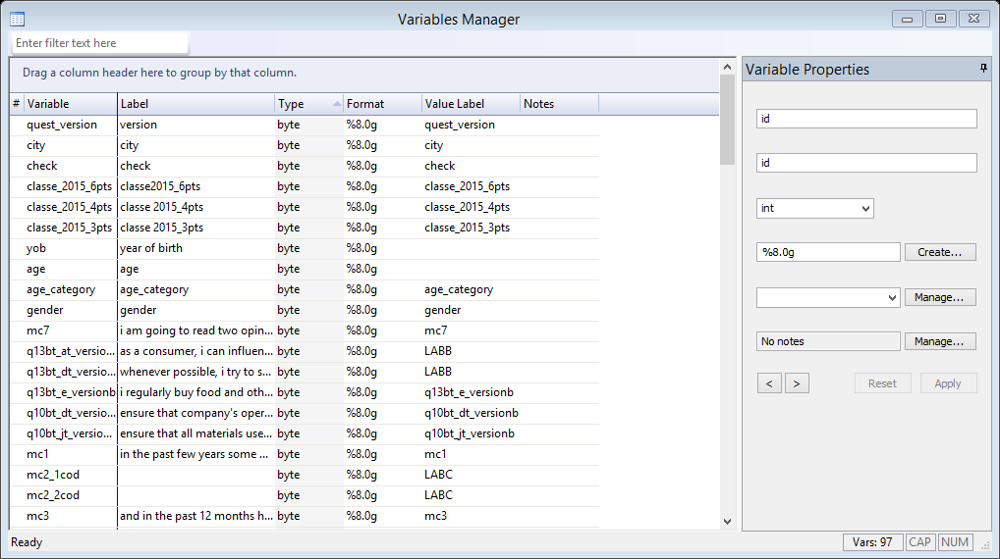 Variables Manager
Enter filter text here
Drag a column header here to group by that column.
# Variable Label Type Format Value Label Notes
quest_version version byte %8.0g quest_version
city city byte %8.0g city
check check byte %8.0g check
classe_2015_6pts classe2015_6pts byte %8.0g classe_2015_6pts
classe_2015_4pts classe 2015_4pts byte %8.0g classe_2015_4pts
classe_2015_3pts classe 2015_3pts byte %8.0g classe_2015_3pts
yob year of birth byte %8.0g
age age byte %8.0g
age_category age_category byte %8.0g age_category
gender gender byte %8.0g gender
mc7 i am going to read two opin... byte %8.0g mc7
q13bt_at_versio... as a consumer, i can influen... byte %8.0g LABB
q13bt_dt_versio... whenever possible, i try to s... byte %8.0g LABB
q13bt_e_versionb i regularly buy food and oth... byte %8.0g q13bt_e_versionb
q10bt_dt_versio... ensure that company's oper... byte %8.0g q10bt_dt_versionb
q10bt_jt_versio... ensure that all materials use... byte %8.0g q10bt_jt_versionb
mc1 in the past few years some ... byte %8.0g mc1
mc2_1cod byte %8.0g LABC
mc2_2cod byte %8.0g LABC
mc3 and in the past 12 months h... byte %8.0g mc3
Variable Properties
id
id
int
%8.0g Create...
Manage...
No notes Manage...
< > Reset Apply
Ready Vars: 97 CAP NUM